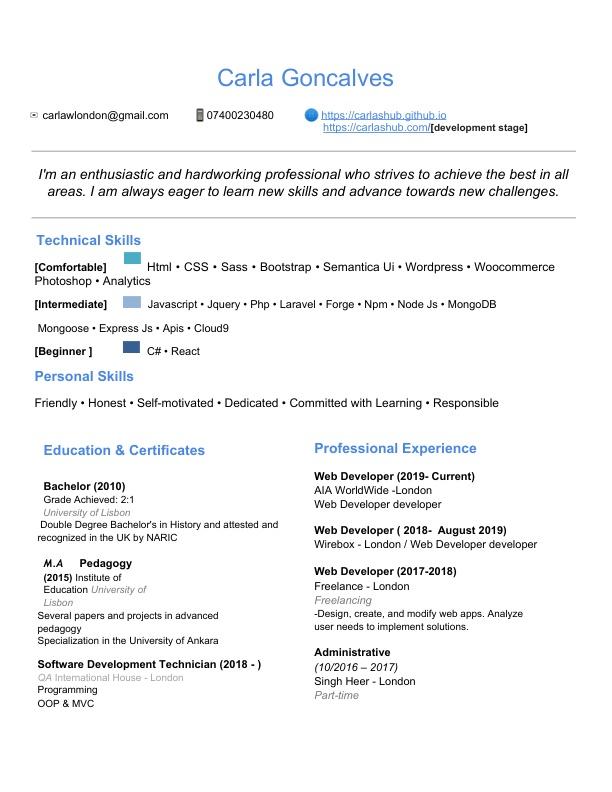 Carla Goncalves
carlawlondon@gmail.com 07400230480 https://carlashub.github.io
https://carlashub.com/[development stage]
I'm an enthusiastic and hardworking professional who strives to achieve the best in all
areas. I am always eager to learn new skills and advance towards new challenges.
Technical Skills
[Comfortable] Html • CSS • Sass • Bootstrap • Semantica Ui • Wordpress • Woocommerce
Photoshop • Analytics
[Intermediate] Javascript • Jquery • Php • Laravel • Forge • Npm • Node Js • MongoDB
Mongoose • Express Js • Apis • Cloud9
[Beginner ] C# • React
Personal Skills
Friendly • Honest • Self-motivated • Dedicated • Committed with Learning • Responsible
Education & Certificates
Bachelor (2010)
Grade Achieved: 2:1
University of Lisbon
Double Degree Bachelor's in History and attested and
recognized in the UK by NARIC
M.A Pedagogy
(2015) Institute of
Education University of
Lisbon
Several papers and projects in advanced
pedagogy
Specialization in the University of Ankara
Software Development Technician (2018 - )
QA International House - London
Programming
OOP & MVC
Professional Experience
Web Developer (2019- Current)
AIA WorldWide -London
Web Developer developer
Web Developer ( 2018- August 2019)
Wirebox - London / Web Developer developer
Web Developer (2017-2018)
Freelance - London
Freelancing
-Design, create, and modify web apps. Analyze
user needs to implement solutions.
Administrative
(10/2016 – 2017)
Singh Heer - London
Part-time